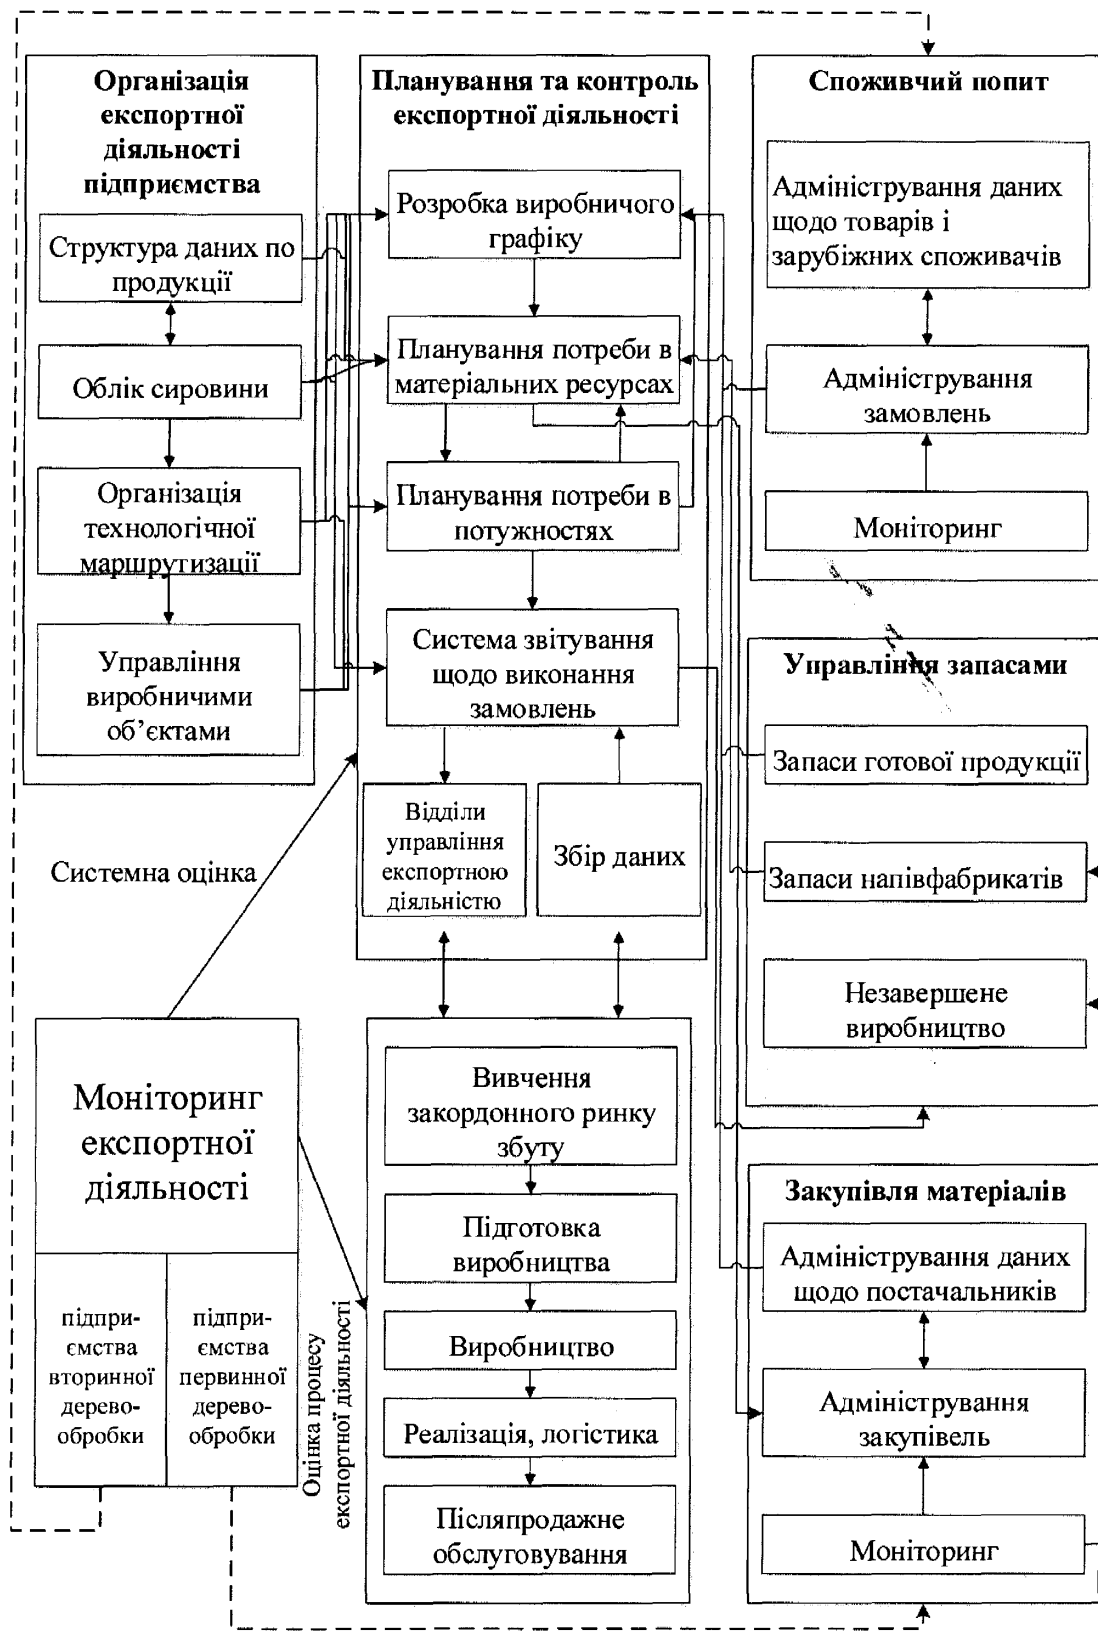 Організація
експортної
діяльності
підприємства
Структура даних по
продукції
Облік сировини
Організація
технологічної
маршрутизації
Управління
виробничими
об’єктами
Планування та контроль
експортної діяльності
Розробка виробничого
графіку
Планування потреби в
матеріальних ресурсах
Планування потреби в
потужностях
Система звітування
щодо виконання
замовлень
Відділи
управління
експортною
діяльністю
Збір даних
Споживчий попит
Адміністрування даних
щодо товарів і
зарубіжних споживачів
Адміністрування
замовлень
Моніторинг
Управління запасами
Запаси готової продукції
Запаси напівфабрикатів
Незавершене
виробництво
Системна оцінка
Моніторинг
експортної
діяльності
підпри-
ємства
вторинної
дерево-
обробки
підпри-
ємства
первинної
дерево-
обробки
Оцінка процесу
експортної діяльності
Вивчення
закордонного ринку
збуту
Підготовка
виробництва
Виробництво
Реалізація, логістика
Післяпродажне
обслуговування
Закупівля матеріалів
Адміністрування даних
щодо постачальників
Адміністрування
закупівель
Моніторинг